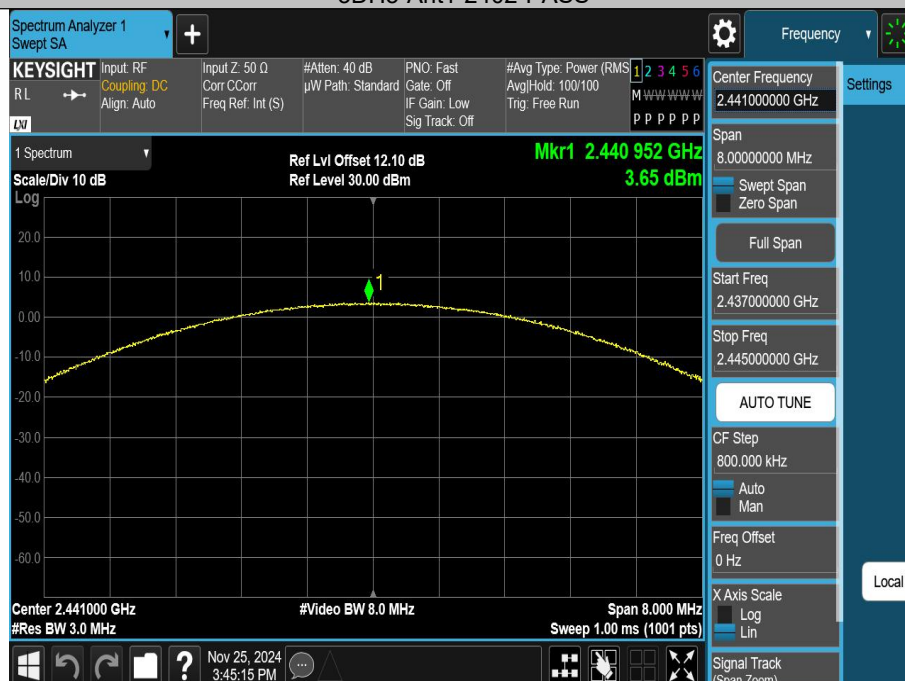 Spectrum Analyzer 1
Swept SA
Frequency
KEYSIGHT
RL
LXI
Input: RF
Coupling: DC
Align: Auto
Input Z: 50 Ω
Corr CCorr
Freq Ref: Int (S)
#Atten: 40 dB
µW Path: Standard
PNO: Fast
Gate: Off
IF Gain: Low
Sig Track: Off
#Avg Type: Power (RMS
Avg|Hold: 100/100
Trig: Free Run
1 2 3 4 5 6
M W W W W W
P P P P P P
1 Spectrum
Scale/Div 10 dB
Log
Ref Lvl Offset 12.10 dB
Ref Level 30.00 dBm
Mkr1 2.440 952 GHz
3.65 dBm
20.0
10.0
0.00
-10.0
-20.0
-30.0
-40.0
-50.0
-60.0
1
Center 2.441000 GHz
#Res BW 3.0 MHz
#Video BW 8.0 MHz
Span 8.000 MHz
Sweep 1.00 ms (1001 pts)
Nov 25, 2024
3:45:15 PM
?
Center Frequency
2.441000000 GHz
Span
8.00000000 MHz
Swept Span
Zero Span
Full Span
Start Freq
2.437000000 GHz
Stop Freq
2.445000000 GHz
AUTO TUNE
CF Step
800.000 kHz
Auto
Man
Freq Offset
0 Hz
X Axis Scale
Log
Lin
Signal Track
(Span Zoom)
Settings
Local